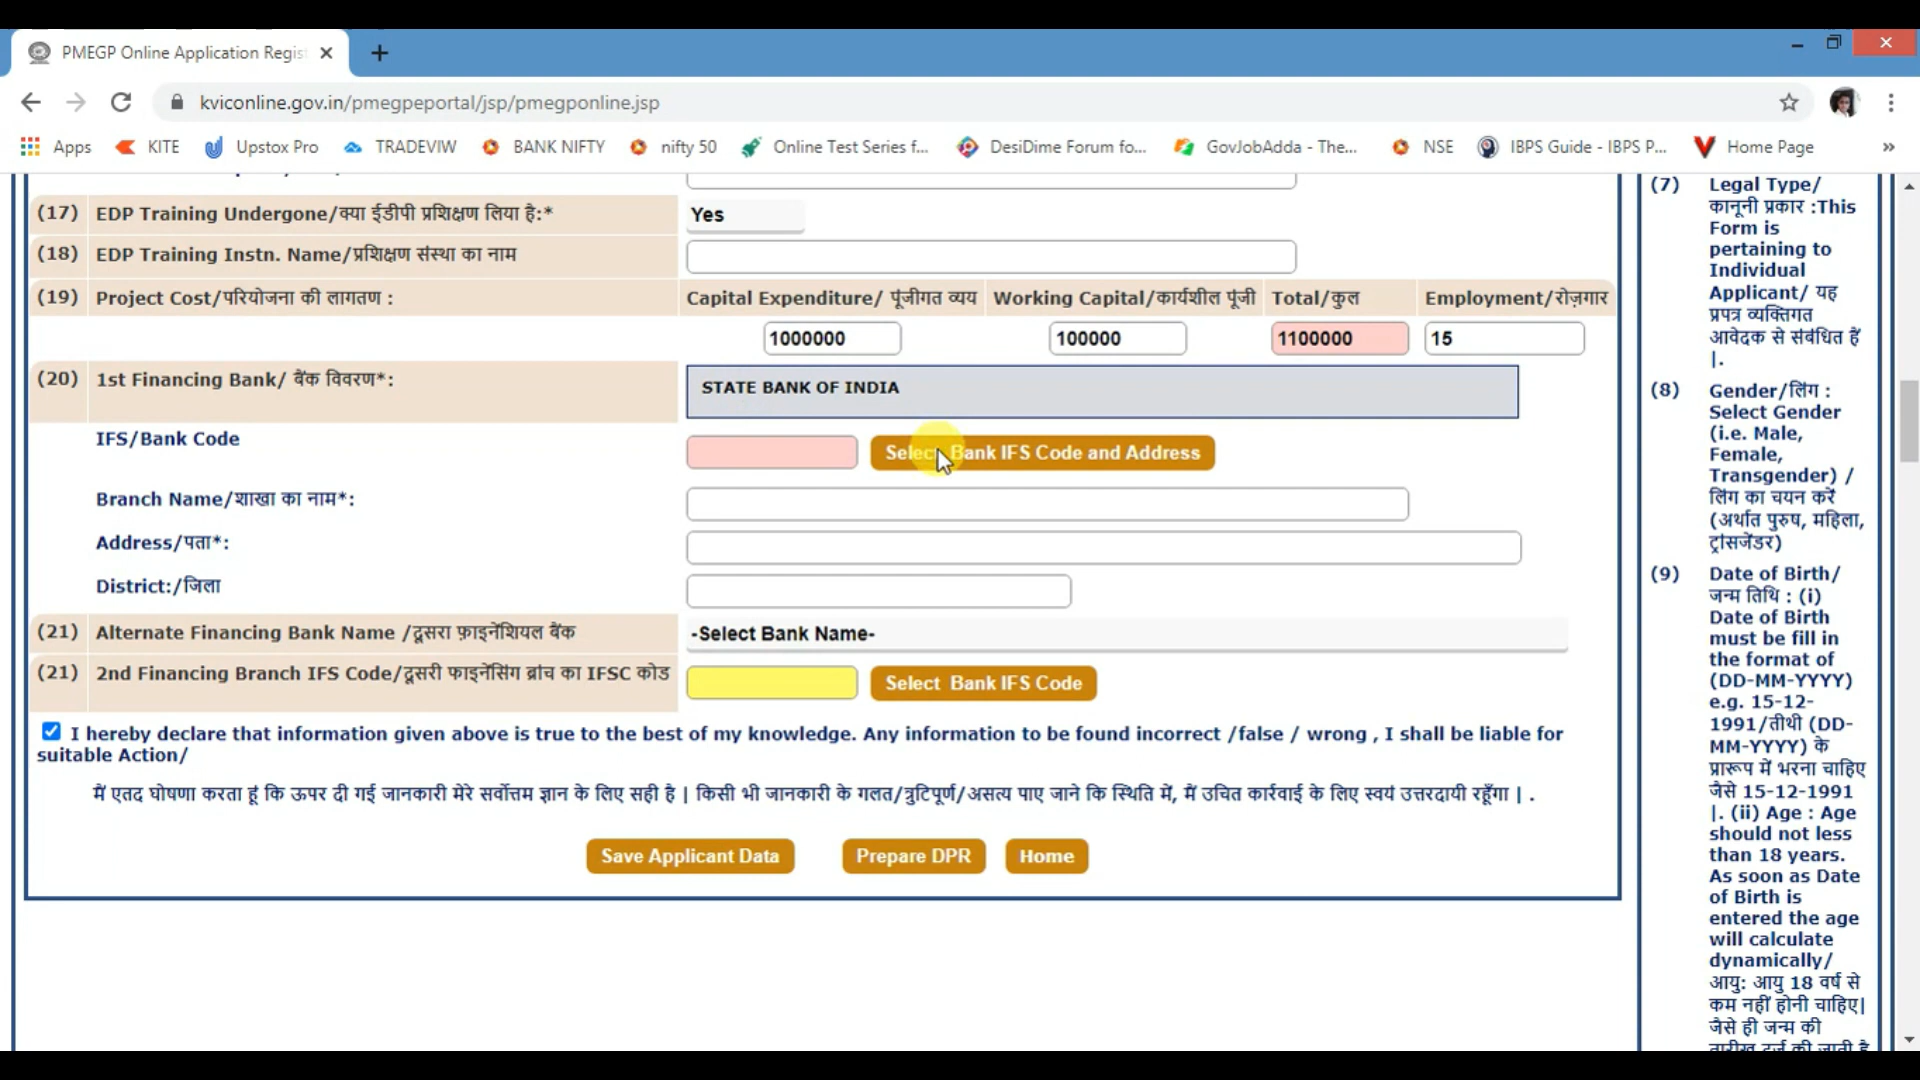 PMEGP Online Application Regis
kviconline.gov.in/pmegpeportal/jsp/pmegponline.jsp
Apps KITE Upstox Pro TRADEVIW BANK NIFTY nifty 50 Online Test Series f... DesiDime Forum fo... GovJobAdda - The... NSE IBPS Guide - IBPS P... Home Page »
(17) EDP Training Undergone/क्या ईडीपी प्रशिक्षण लिया है:* Yes
(18) EDP Training Instn. Name/प्रशिक्षण संस्था का नाम
(19) Project Cost/परियोजना की लागतण : Capital Expenditure/ पूंजीगत व्यय Working Capital/कार्यशील पूंजी Total/कुल Employment/रोज़गार
1000000 100000 1100000 15
(20) 1st Financing Bank/ बैंक विवरण*: STATE BANK OF INDIA
IFS/Bank Code Select Bank IFS Code and Address
Branch Name/शाखा का नाम*:
Address/पता*:
District:/जिला
(21) Alternate Financing Bank Name /दूसरा फ़ाइनेंशियल बैंक -Select Bank Name-
(21) 2nd Financing Branch IFS Code/दूसरी फाइनेंसिंग ब्रांच का IFSC कोड Select Bank IFS Code
I hereby declare that information given above is true to the best of my knowledge. Any information to be found incorrect /false / wrong , I shall be liable for
suitable Action/
मैं एतद घोषणा करता हूं कि ऊपर दी गई जानकारी मेरे सर्वोत्तम ज्ञान के लिए सही है | किसी भी जानकारी के गलत/त्रुटिपूर्ण/असत्य पाए जाने कि स्थिति में, मैं उचित कार्रवाई के लिए स्वयं उत्तरदायी रहूँगा | .
Save Applicant Data Prepare DPR Home
(7) Legal Type/
कानूनी प्रकार :This
Form is
pertaining to
Individual
Applicant/ यह
प्रपत्र व्यक्तिगत
आवेदक से संबंधित हैं
|.
(8) Gender/लिंग :
Select Gender
(i.e. Male,
Female,
Transgender) /
लिंग का चयन करें
(अर्थात पुरुष, महिला,
ट्रांसजेंडर)
(9) Date of Birth/
जन्म तिथि : (i)
Date of Birth
must be fill in
the format of
(DD-MM-YYYY)
e.g. 15-12-
1991/तीथी (DD-
MM-YYYY) के
प्रारूप में भरना चाहिए
जैसे 15-12-1991
|. (ii) Age : Age
should not less
than 18 years.
As soon as Date
of Birth is
entered the age
will calculate
dynamically/
आयु: आयु 18 वर्ष से
कम नहीं होनी चाहिए|
जैसे ही जन्म की